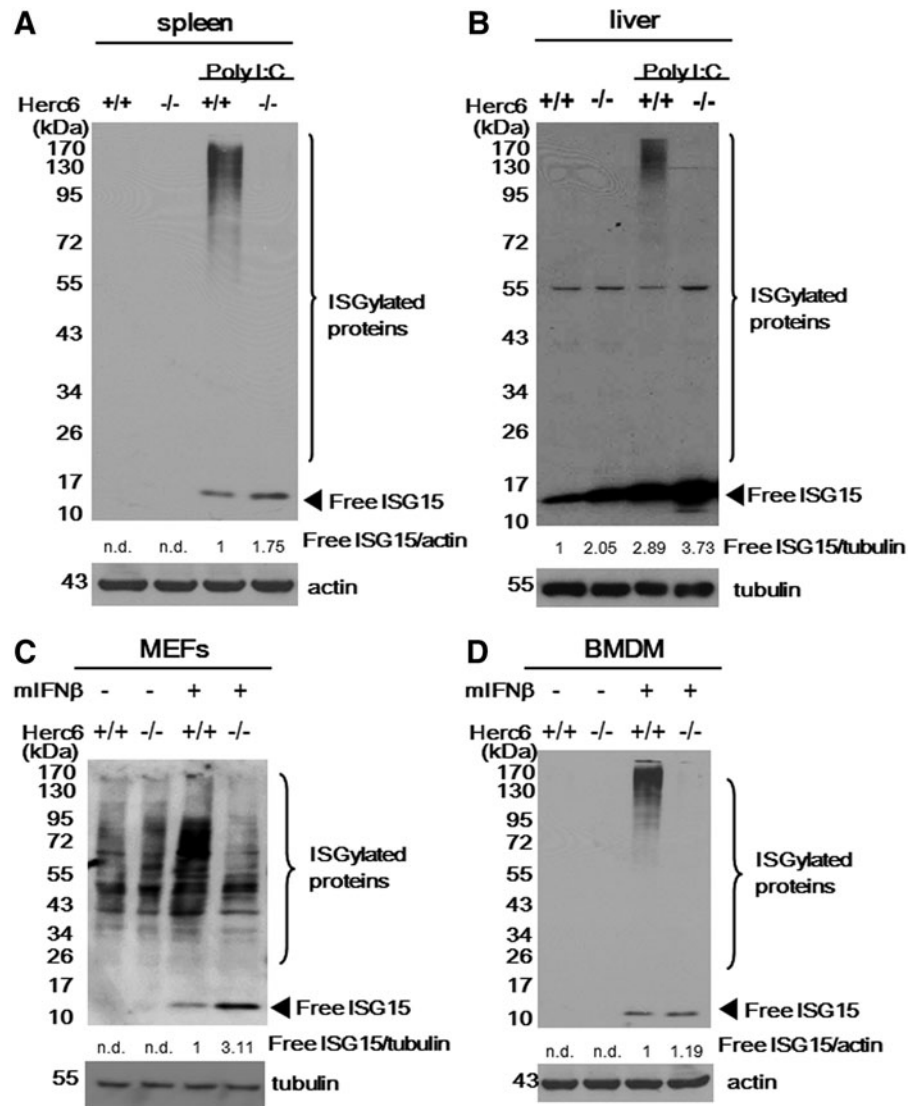 A
spleen
Poly I:C
Herc6 +/+ -/- +/+ -/-
(kDa)
170
130
95
72
55
43
34
26
17
10
ISGylated
proteins
Free ISG15
n.d. n.d. 1 1.75 Free ISG15/actin
43 actin
B
liver
Poly I:C
Herc6 +/+ -/- +/+ -/-
(kDa)
170
130
95
72
55
43
34
26
17
10
ISGylated
proteins
Free ISG15
1 2.05 2.89 3.73 Free ISG15/tubulin
55 tubulin
C
MEFs
mIFNβ - - + +
Herc6 +/+ -/- +/+ -/-
(kDa)
170
130
95
72
55
43
34
26
17
10
ISGylated
proteins
Free ISG15
n.d. n.d. 1 3.11 Free ISG15/tubulin
55 tubulin
D
BMDM
mIFNβ - - + +
Herc6 +/+ -/- +/+ -/-
(kDa)
170
130
95
72
55
43
34
26
17
10
ISGylated
proteins
Free ISG15
n.d. n.d. 1 1.19 Free ISG15/actin
43 actin